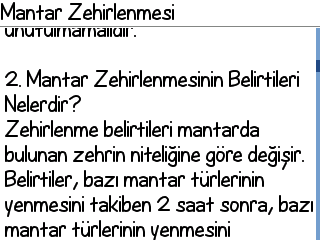 Mantar Zehirlenmesi
unutulmamalıdır.
2. Mantar Zehirlenmesinin Belirtileri
Nelerdir?
Zehirlenme belirtileri mantarda
bulunan zehrin niteliğine göre değişir.
Belirtiler, bazı mantar türlerinin
yenmesini takiben 2 saat sonra, bazı
mantar türlerinin yenmesini